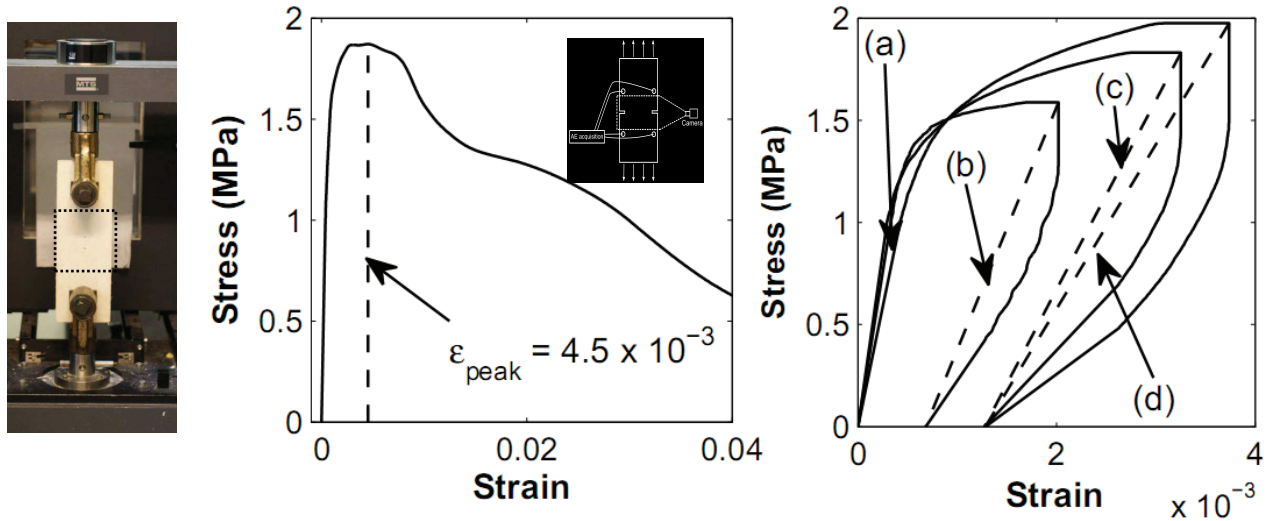 MTS
Stress (MPa)
2
1.5
1
0.5
0
0
0.02
0.04
Strain
ε_peak = 4.5 x 10⁻³
AE acquisition
Camera
Stress (MPa)
2
1.5
1
0.5
0
0
2
4
Strain
x 10⁻³
(a)
(b)
(c)
(d)